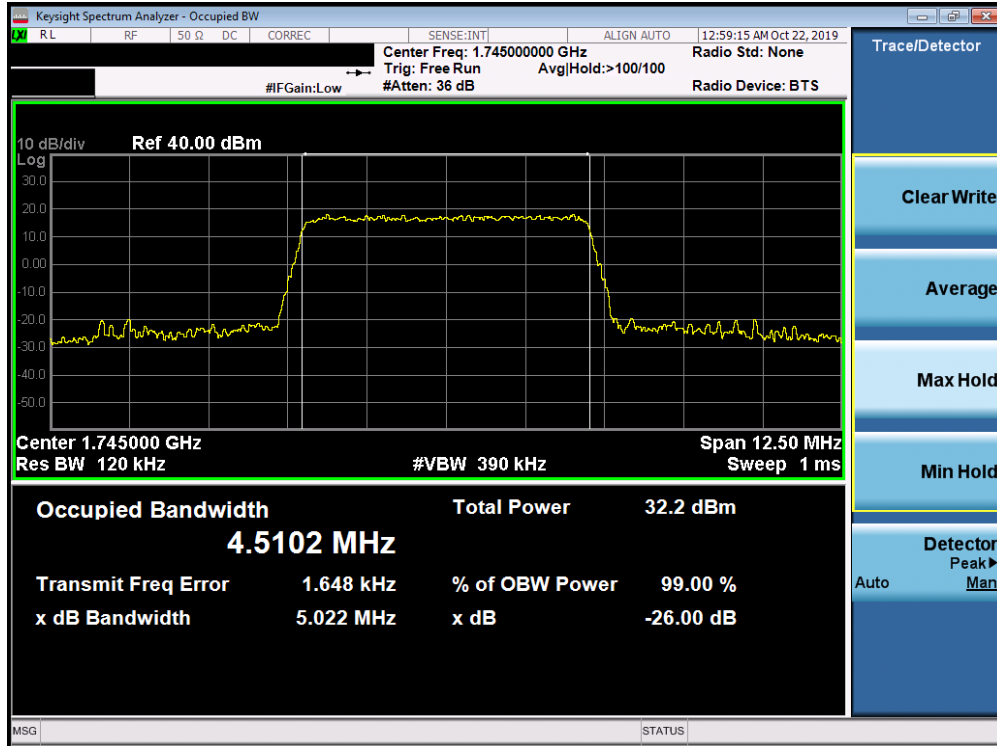 Keysight Spectrum Analyzer - Occupied BW
LXI RL RF 50 Ω DC CORREC SENSE:INT ALIGN AUTO 12:59:15 AM Oct 22, 2019
Center Freq: 1.745000000 GHz Radio Std: None
Trig: Free Run Avg|Hold:>100/100
#IFGain:Low #Atten: 36 dB Radio Device: BTS
10 dB/div Ref 40.00 dBm
Log
30.0
20.0
10.0
0.00
-10.0
-20.0
-30.0
-40.0
-50.0
Center 1.745000 GHz Span 12.50 MHz
Res BW 120 kHz #VBW 390 kHz Sweep 1 ms
Occupied Bandwidth Total Power 32.2 dBm
4.5102 MHz
Transmit Freq Error 1.648 kHz % of OBW Power 99.00 %
x dB Bandwidth 5.022 MHz x dB -26.00 dB
MSG STATUS
Trace/Detector
Clear Write
Average
Max Hold
Min Hold
Detector
Peak▶
Auto Man